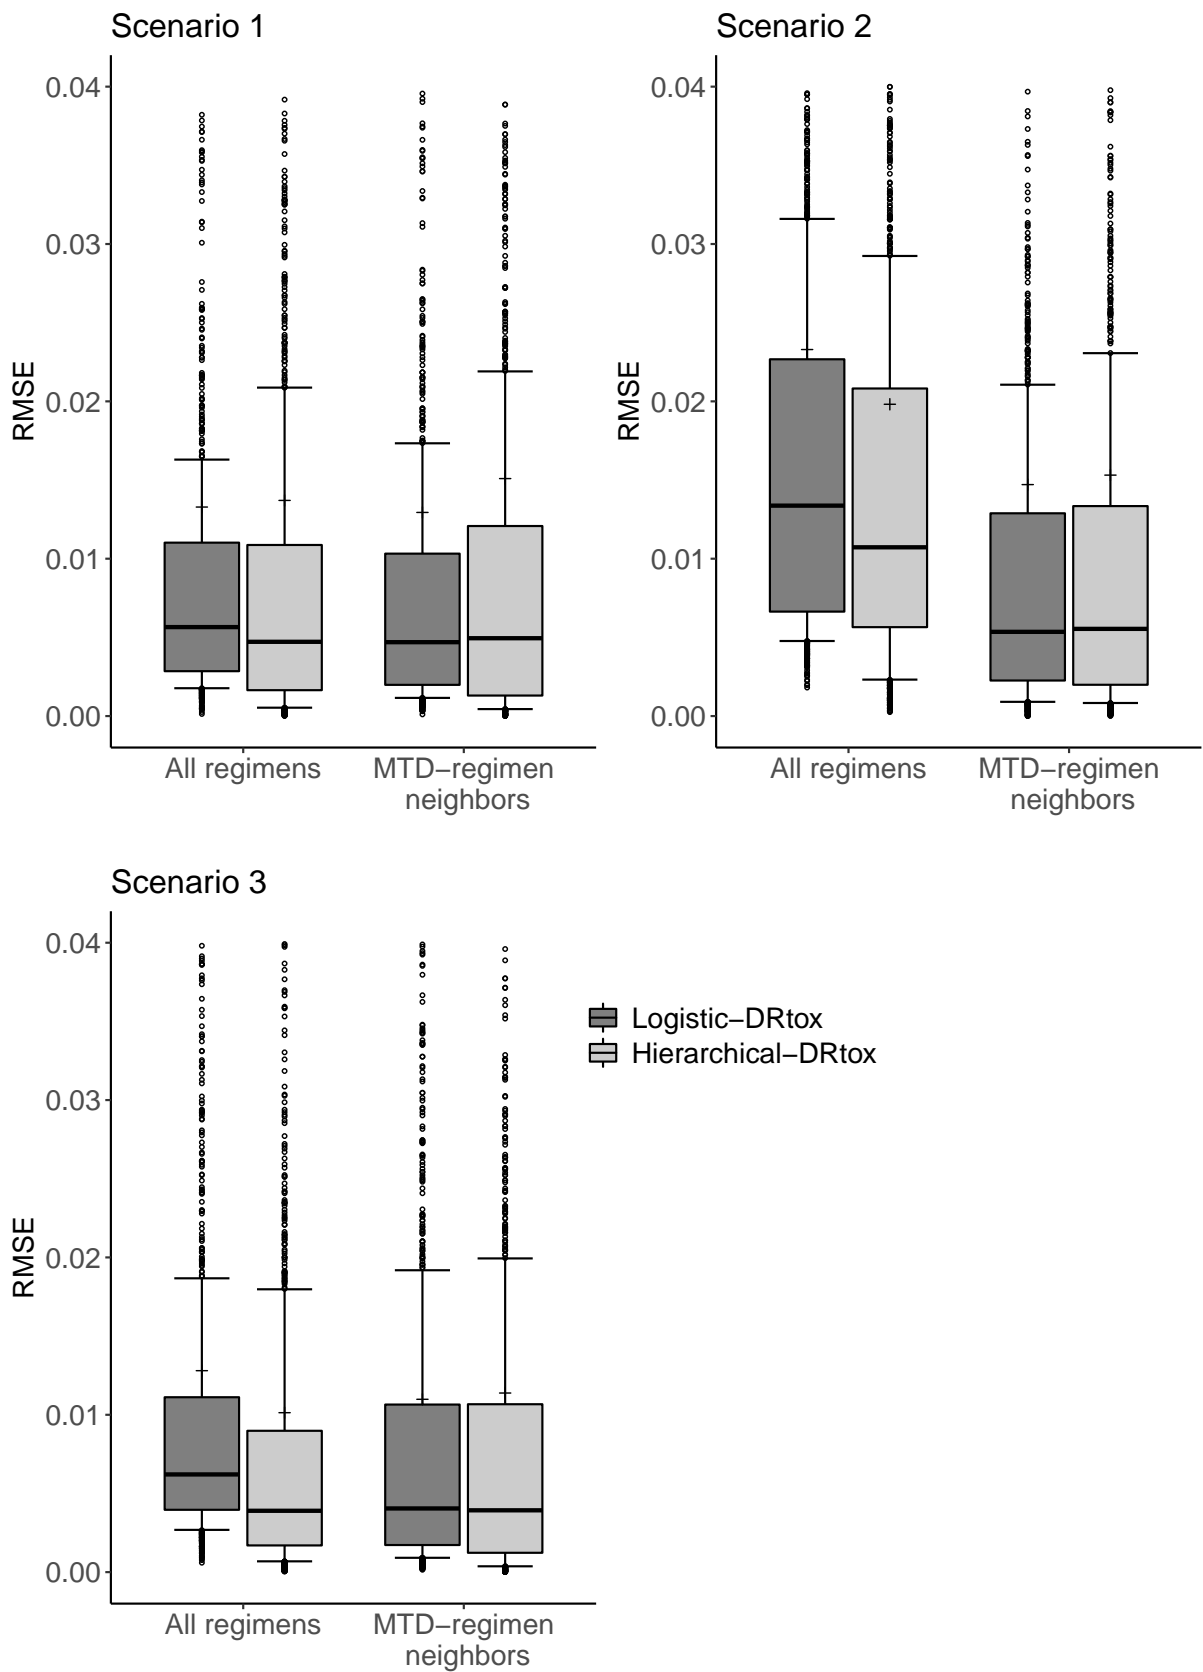 Scenario 1
0.04
0.03
0.02
0.01
0.00
RMSE
All regimens
MTD−regimen
neighbors
Scenario 2
0.04
0.03
0.02
0.01
0.00
RMSE
All regimens
MTD−regimen
neighbors
Scenario 3
0.04
0.03
0.02
0.01
0.00
RMSE
All regimens
MTD−regimen
neighbors
Logistic−DRtox
Hierarchical−DRtox